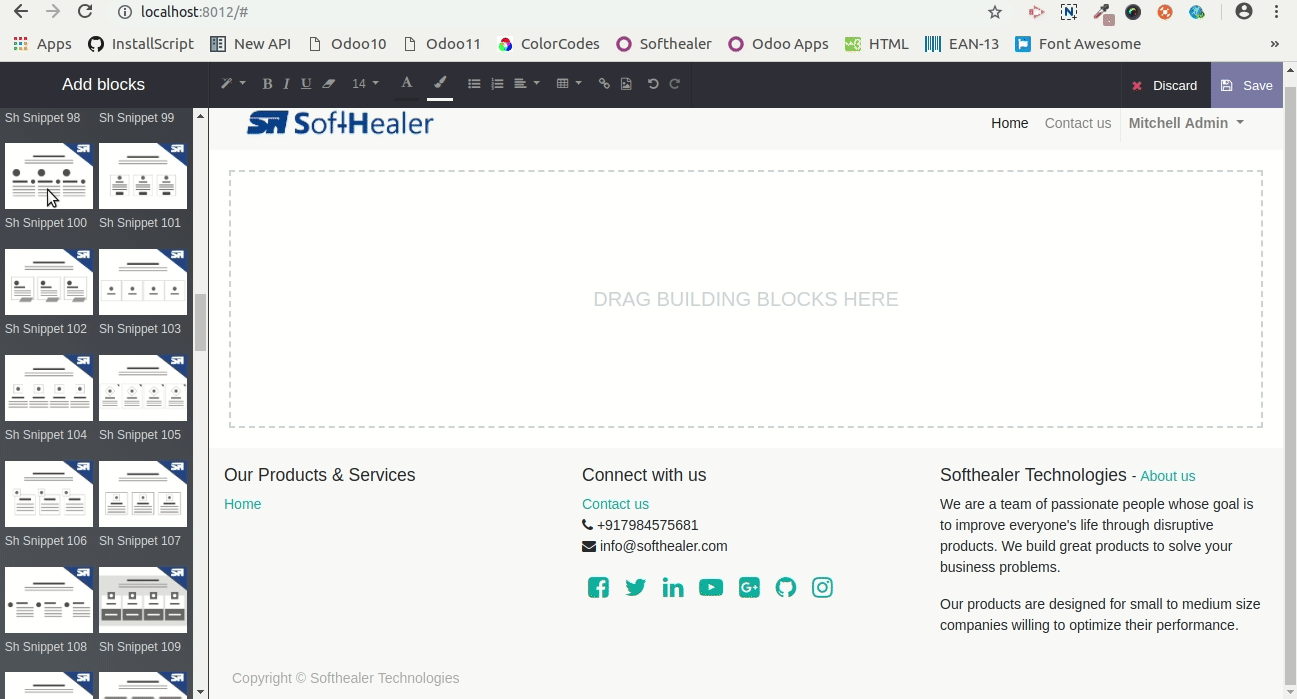 localhost:8012/#
Apps InstallScript New API Odoo10 Odoo11 ColorCodes Softhealer Odoo Apps HTML EAN-13 Font Awesome »
Add blocks
B I U 14 A
Discard Save
Sh Snippet 98 Sh Snippet 99
SoftHealer
Home Contact us Mitchell Admin
Sh Snippet 100 Sh Snippet 101
Sh Snippet 102 Sh Snippet 103
Sh Snippet 104 Sh Snippet 105
Sh Snippet 106 Sh Snippet 107
Sh Snippet 108 Sh Snippet 109
DRAG BUILDING BLOCKS HERE
Our Products & Services
Home
Connect with us
Contact us
+917984575681
info@softhealer.com
Softhealer Technologies - About us
We are a team of passionate people whose goal is
to improve everyone's life through disruptive
products. We build great products to solve your
business problems.
Our products are designed for small to medium size
companies willing to optimize their performance.
Copyright © Softhealer Technologies